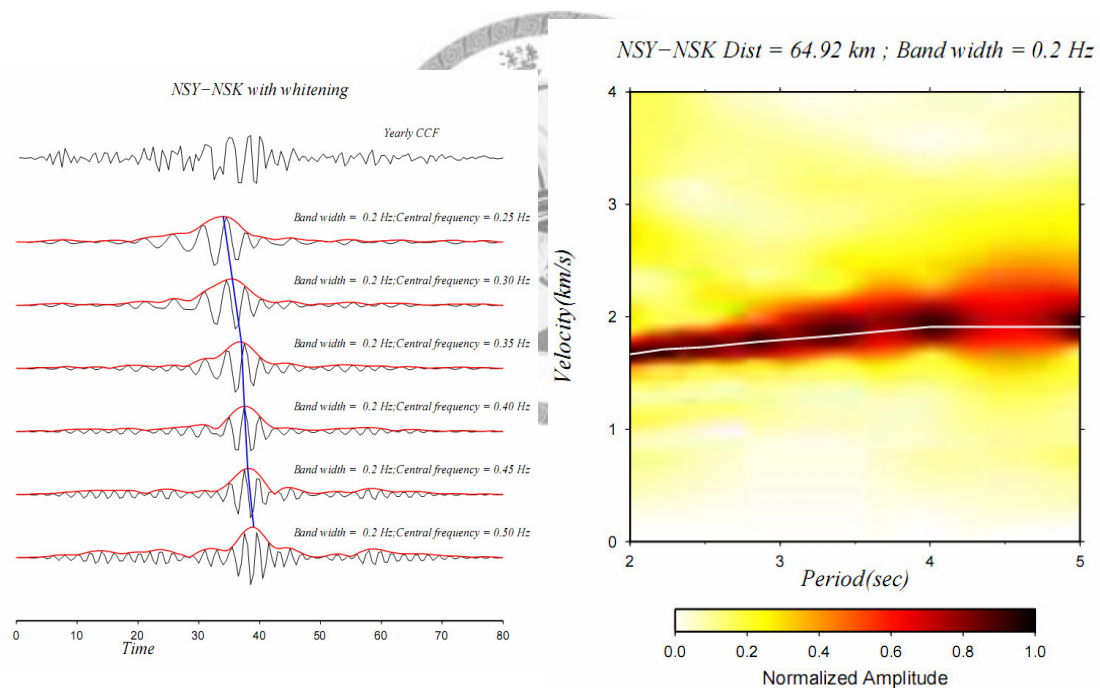 NSY−NSK with whitening
Yearly CCF
Band width = 0.2 Hz;Central frequency = 0.25 Hz
Band width = 0.2 Hz;Central frequency = 0.30 Hz
Band width = 0.2 Hz;Central frequency = 0.35 Hz
Band width = 0.2 Hz;Central frequency = 0.40 Hz
Band width = 0.2 Hz;Central frequency = 0.45 Hz
Band width = 0.2 Hz;Central frequency = 0.50 Hz
0 10 20 30 40 50 60 70 80
Time
NSY−NSK Dist = 64.92 km ; Band width = 0.2 Hz
4
3
2
1
0
Velocity(km/s)
2 3 4 5
Period(sec)
0.0 0.2 0.4 0.6 0.8 1.0
Normalized Amplitude